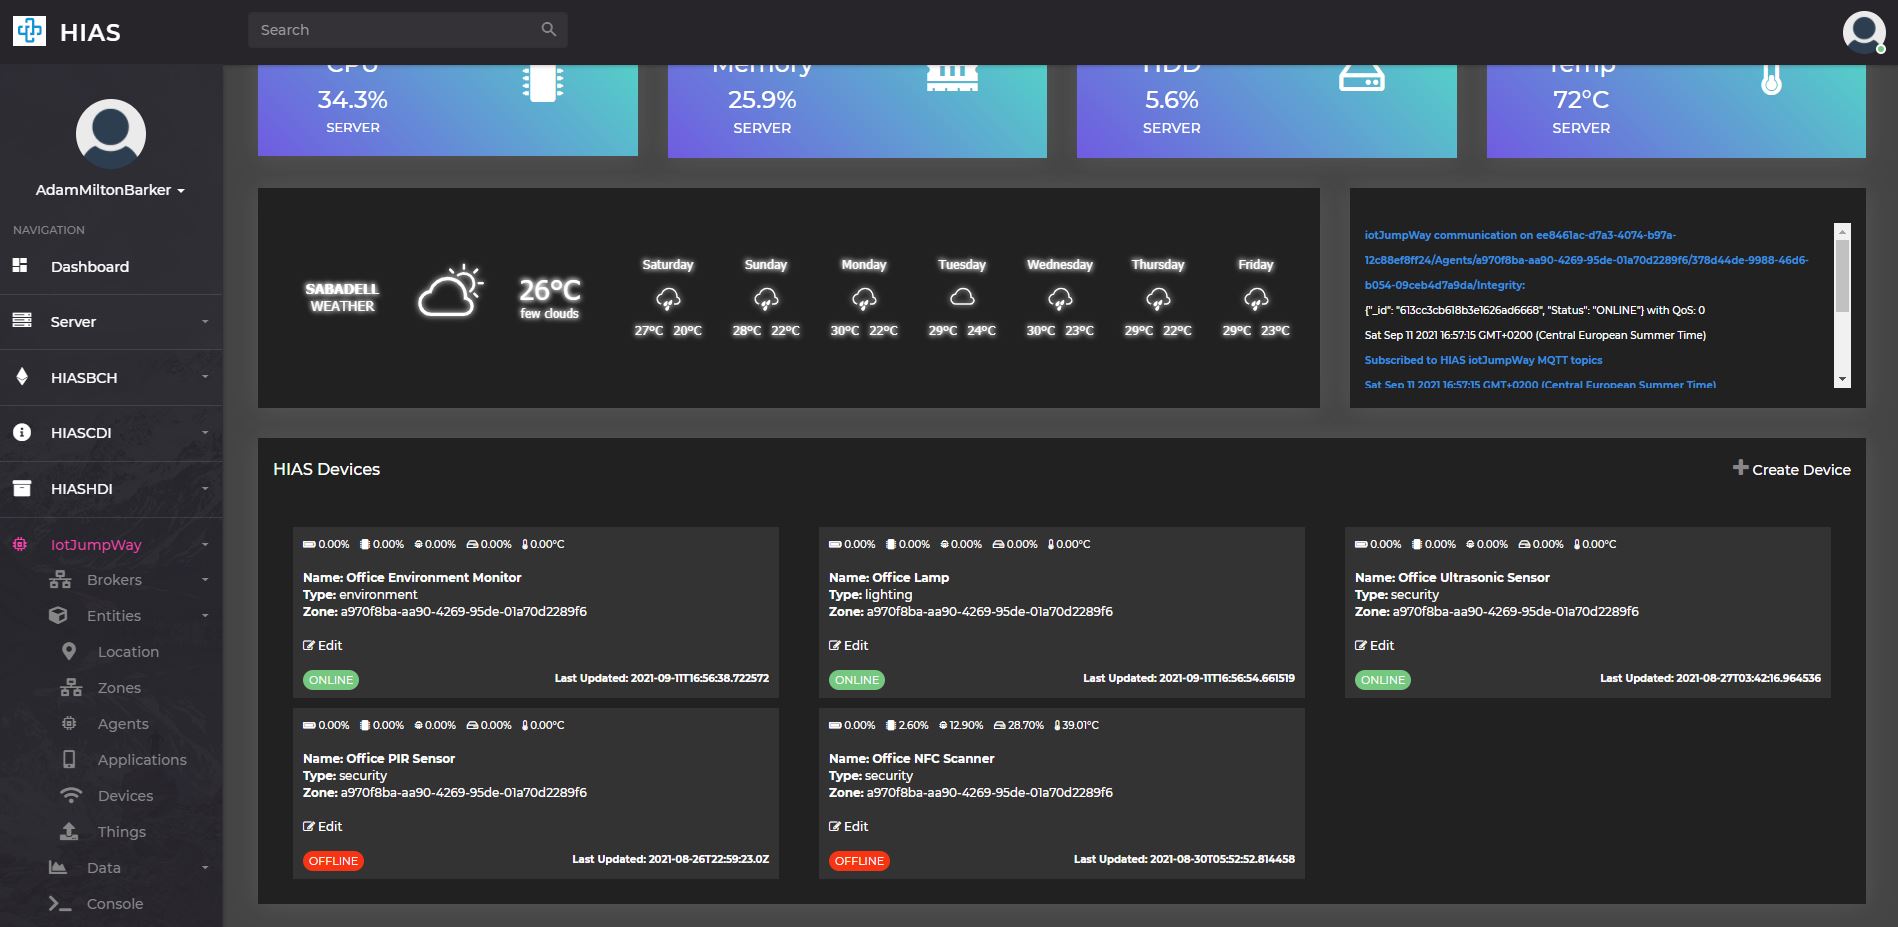 HIAS
Search
AdamMiltonBarker
NAVIGATION
Dashboard
Server
HIASBCH
HIASCDI
HIASHDI
IotJumpWay
Brokers
Entities
Location
Zones
Agents
Applications
Devices
Things
Data
Console
CPU
34.3%
SERVER
Memory
25.9%
SERVER
HDD
5.6%
SERVER
Temp
72°C
SERVER
SABADELL
WEATHER
26°C
few clouds
Saturday
27°C 20°C
Sunday
28°C 22°C
Monday
30°C 22°C
Tuesday
29°C 24°C
Wednesday
30°C 23°C
Thursday
29°C 22°C
Friday
29°C 23°C
iotJumpWay communication on ee8461ac-d7a3-4074-b97a-
12c88ef8ff24/Agents/a970f8ba-aa90-4269-95de-01a70d2289f6/378d44de-9988-46d6-
b054-09ceb4d7a9da/Integrity:
{"_id": "613cc3cb618b3e1626ad6668", "Status": "ONLINE"} with QoS: 0
Sat Sep 11 2021 16:57:15 GMT+0200 (Central European Summer Time)
Subscribed to HIAS iotJumpWay MQTT topics
Sat Sep 11 2021 16:57:15 GMT+0200 (Central European Summer Time)
HIAS Devices
Create Device
0.00% 0.00% 0.00% 0.00% 0.00°C
Name: Office Environment Monitor
Type: environment
Zone: a970f8ba-aa90-4269-95de-01a70d2289f6
Edit
ONLINE
Last Updated: 2021-09-11T16:56:38.722572
0.00% 0.00% 0.00% 0.00% 0.00°C
Name: Office Lamp
Type: lighting
Zone: a970f8ba-aa90-4269-95de-01a70d2289f6
Edit
ONLINE
Last Updated: 2021-09-11T16:56:54.661519
0.00% 0.00% 0.00% 0.00% 0.00°C
Name: Office Ultrasonic Sensor
Type: security
Zone: a970f8ba-aa90-4269-95de-01a70d2289f6
Edit
ONLINE
Last Updated: 2021-08-27T03:42:16.964536
0.00% 0.00% 0.00% 0.00% 0.00°C
Name: Office PIR Sensor
Type: security
Zone: a970f8ba-aa90-4269-95de-01a70d2289f6
Edit
OFFLINE
Last Updated: 2021-08-26T22:59:23.0Z
0.00% 2.60% 12.90% 28.70% 39.01°C
Name: Office NFC Scanner
Type: security
Zone: a970f8ba-aa90-4269-95de-01a70d2289f6
Edit
OFFLINE
Last Updated: 2021-08-30T05:52:52.814458